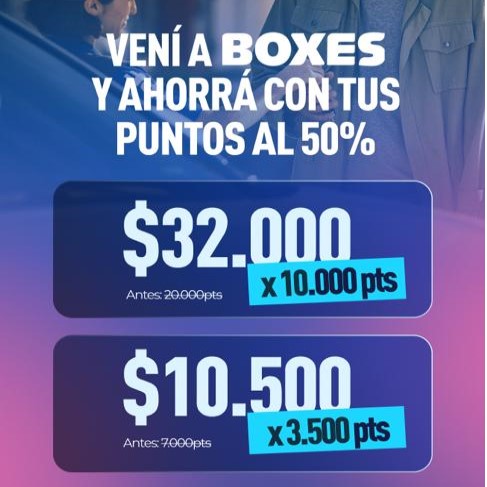 VENÍ A BOXES
Y AHORRÁ CON TUS
PUNTOS AL 50%
$32.000
x 10.000 pts
Antes: 20.000pts
$10.500
x 3.500 pts
Antes: 7.000pts